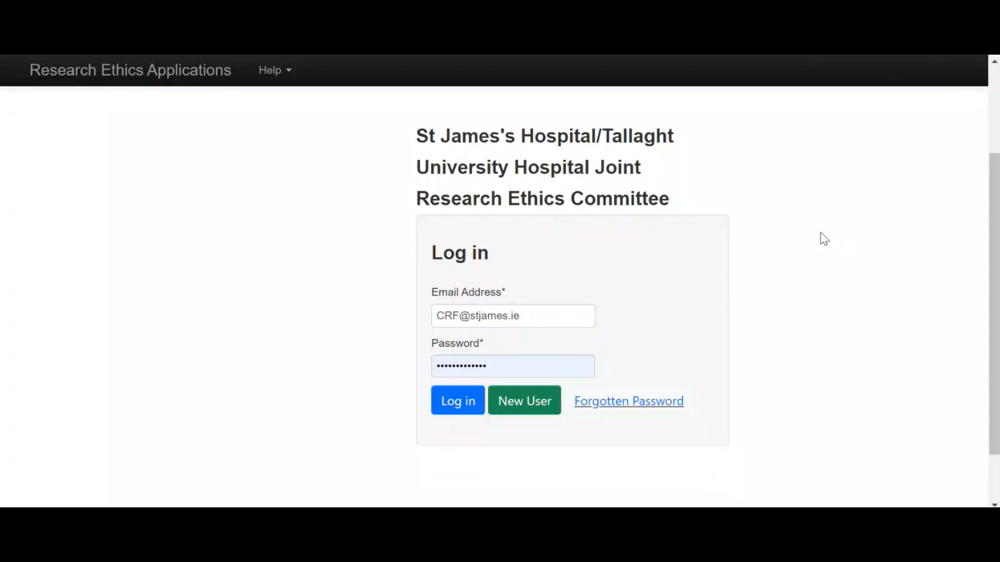 Research Ethics Applications Help
St James's Hospital/Tallaght
University Hospital Joint
Research Ethics Committee
Log in
Email Address*
CRF@stjames.ie
Password*
•••••••••••••
Log in New User Forgotten Password